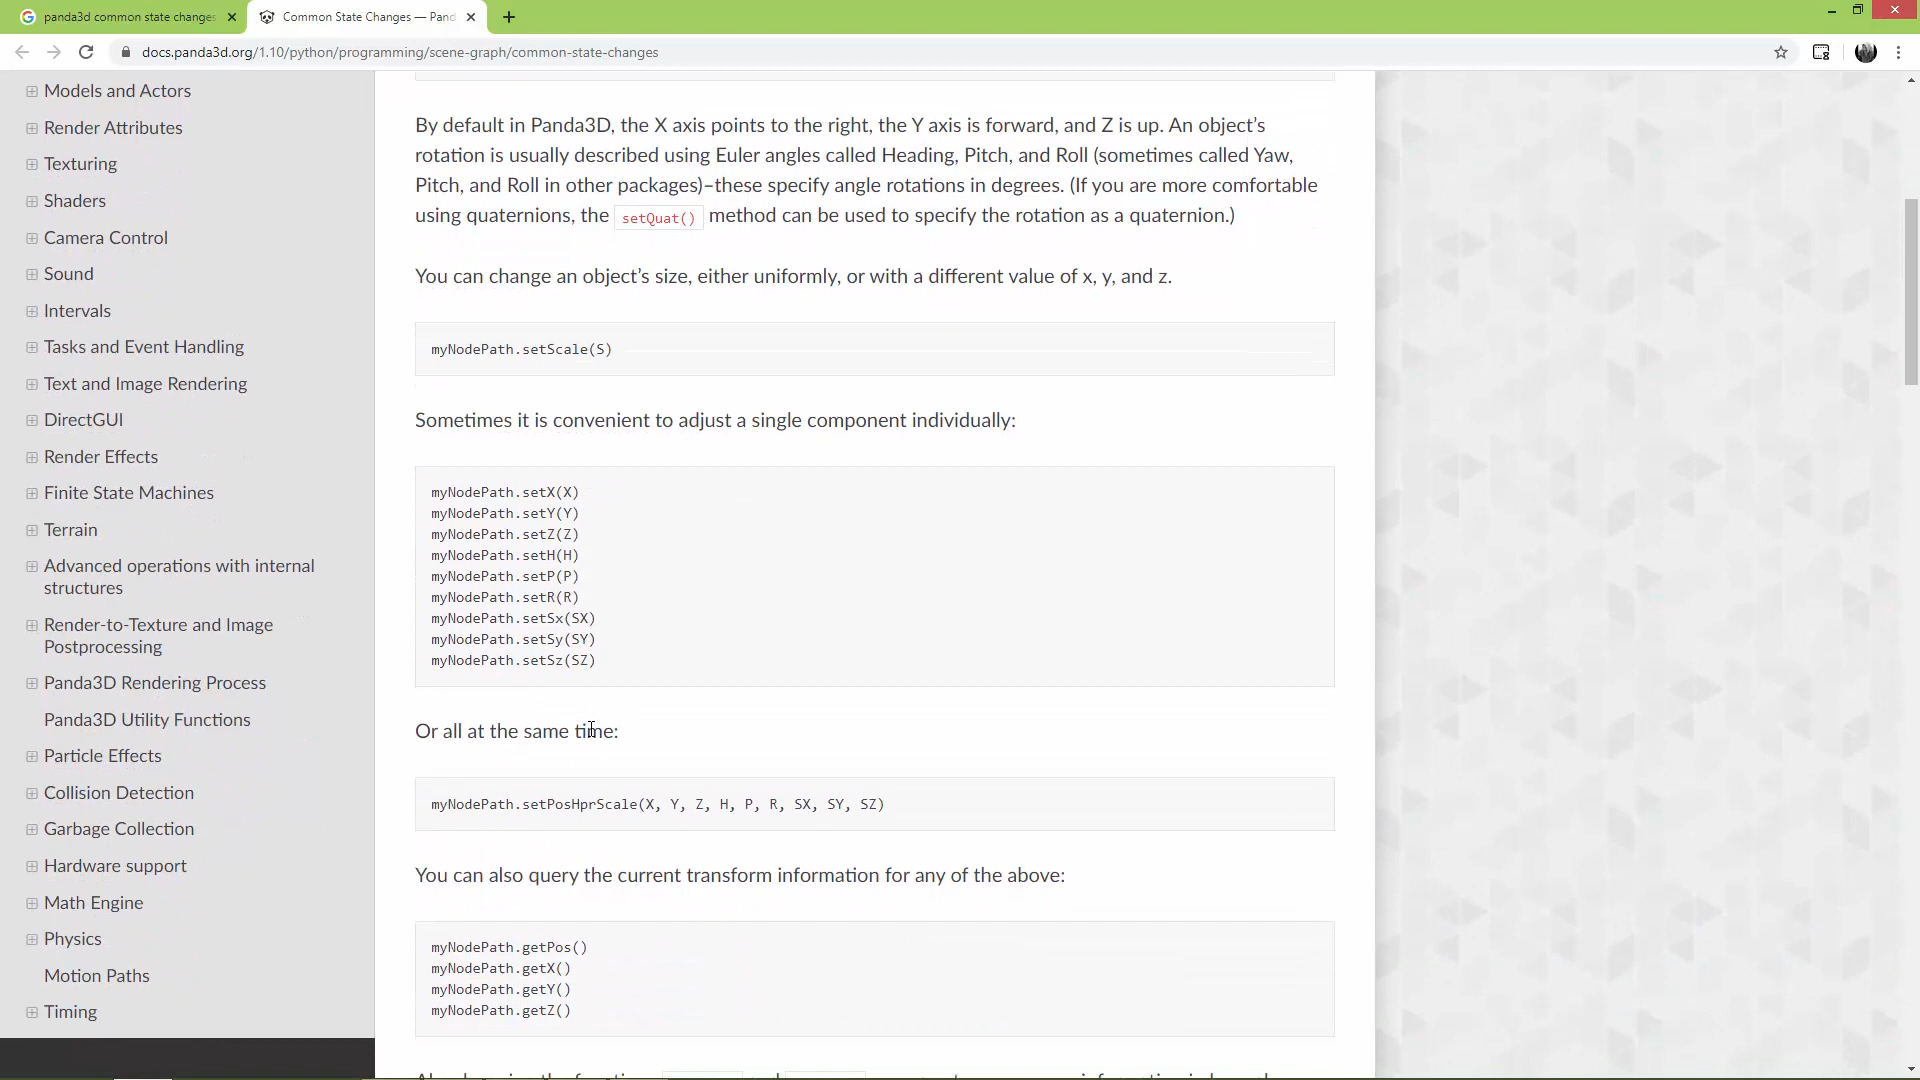 panda3d common state changes
Common State Changes — Pand
docs.panda3d.org/1.10/python/programming/scene-graph/common-state-changes
Models and Actors
Render Attributes
Texturing
Shaders
Camera Control
Sound
Intervals
Tasks and Event Handling
Text and Image Rendering
DirectGUI
Render Effects
Finite State Machines
Terrain
Advanced operations with internal
structures
Render-to-Texture and Image
Postprocessing
Panda3D Rendering Process
Panda3D Utility Functions
Particle Effects
Collision Detection
Garbage Collection
Hardware support
Math Engine
Physics
Motion Paths
Timing
By default in Panda3D, the X axis points to the right, the Y axis is forward, and Z is up. An object’s
rotation is usually described using Euler angles called Heading, Pitch, and Roll (sometimes called Yaw,
Pitch, and Roll in other packages)–these specify angle rotations in degrees. (If you are more comfortable
using quaternions, the setQuat() method can be used to specify the rotation as a quaternion.)
You can change an object’s size, either uniformly, or with a different value of x, y, and z.
myNodePath.setScale(S)
Sometimes it is convenient to adjust a single component individually:
myNodePath.setX(X)
myNodePath.setY(Y)
myNodePath.setZ(Z)
myNodePath.setH(H)
myNodePath.setP(P)
myNodePath.setR(R)
myNodePath.setSx(SX)
myNodePath.setSy(SY)
myNodePath.setSz(SZ)
Or all at the same time:
myNodePath.setPosHprScale(X, Y, Z, H, P, R, SX, SY, SZ)
You can also query the current transform information for any of the above:
myNodePath.getPos()
myNodePath.getX()
myNodePath.getY()
myNodePath.getZ()